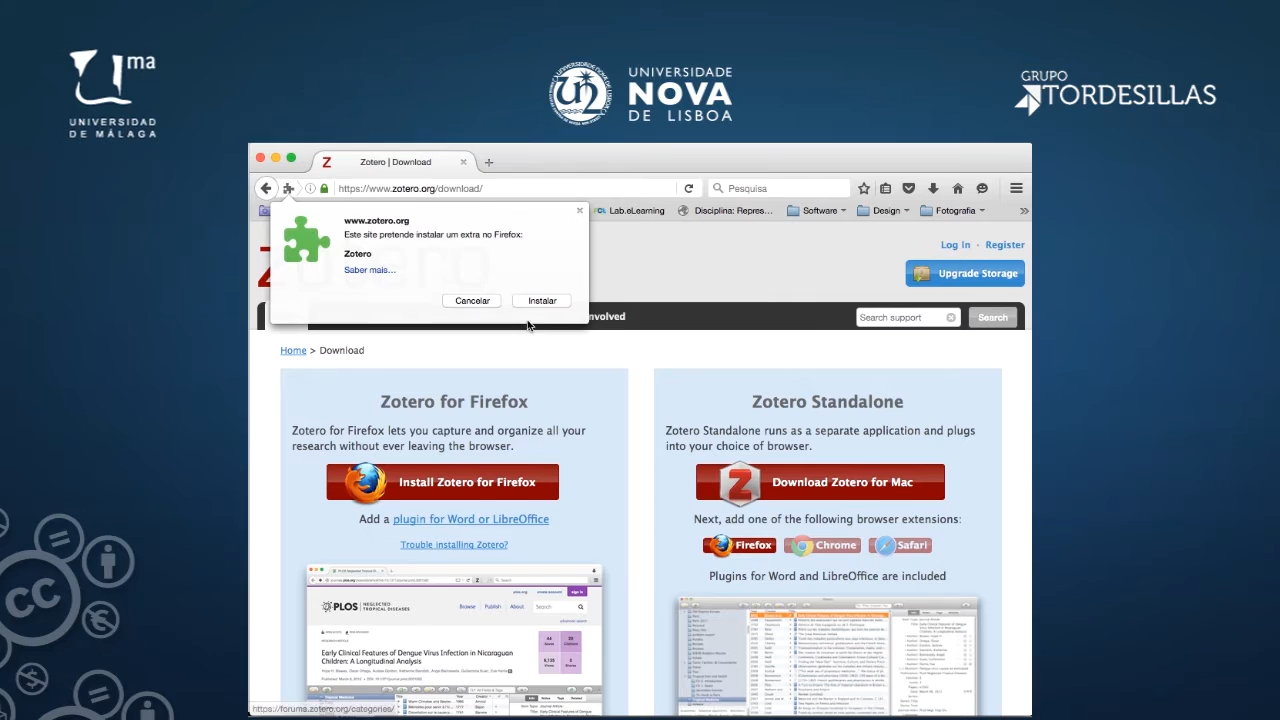 uma
UNIVERSIDAD
DE MÁLAGA
UNIVERSIDADE
NOVA
DE LISBOA
GRUPO
TORDESILLAS
Z Zotero | Download
https://www.zotero.org/download/
Pesquisa
Lab.eLearning
Disciplina: Repres...
Software
Design
Fotografia
www.zotero.org
Este site pretende instalar um extra no Firefox:
Zotero
Saber mais...
Cancelar Instalar
Log In · Register
Upgrade Storage
nvolved
Search support Search
Home > Download
Zotero for Firefox
Zotero for Firefox lets you capture and organize all your
research without ever leaving the browser.
Install Zotero for Firefox
Add a plugin for Word or LibreOffice
Trouble installing Zotero?
PLOS NEGLECTED
TROPICAL DISEASES
Browse Publish About Search
Early Clinical Features of Dengue Virus Infection in Nicaraguan
Children: A Longitudinal Analysis
https://forums.zotero.org/categories/
Zotero Standalone
Zotero Standalone runs as a separate application and plugs
into your choice of browser.
Z Download Zotero for Mac
Next, add one of the following browser extensions:
Firefox Chrome Safari
Plugins for Word and LibreOffice are included
cc